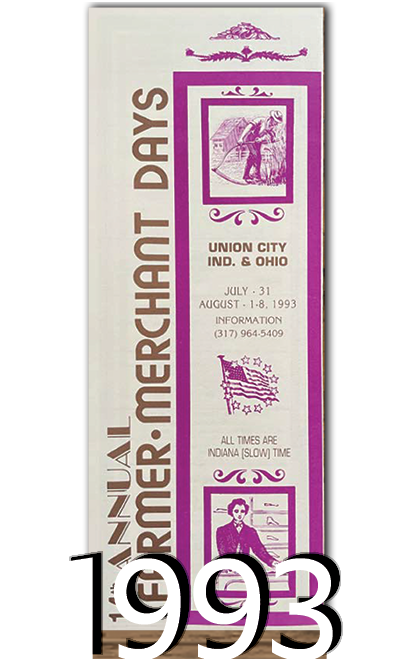 ANNUAL
FARMER•MERCHANT DAYS
UNION CITY
IND. & OHIO
JULY - 31
AUGUST - 1-8, 1993
INFORMATION
(317) 964-5409
ALL TIMES ARE
INDIANA [SLOW] TIME
1993